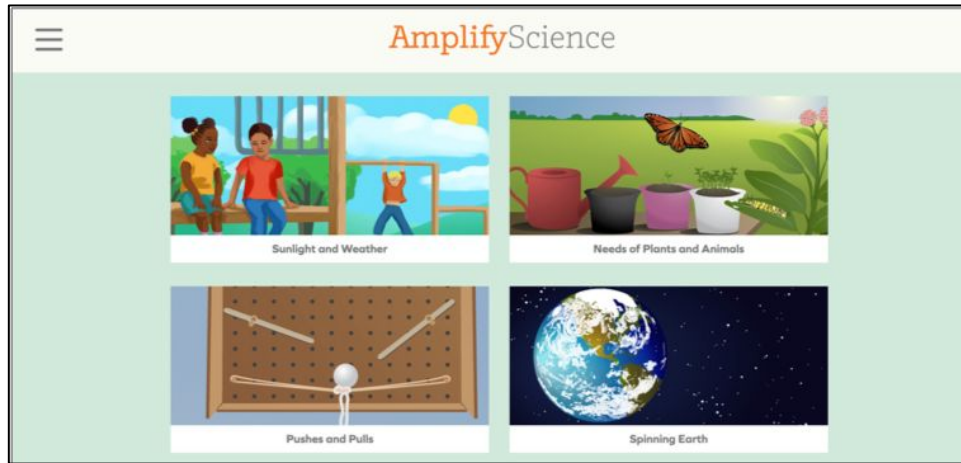 AmplifyScience
Sunlight and Weather
Needs of Plants and Animals
Pushes and Pulls
Spinning Earth